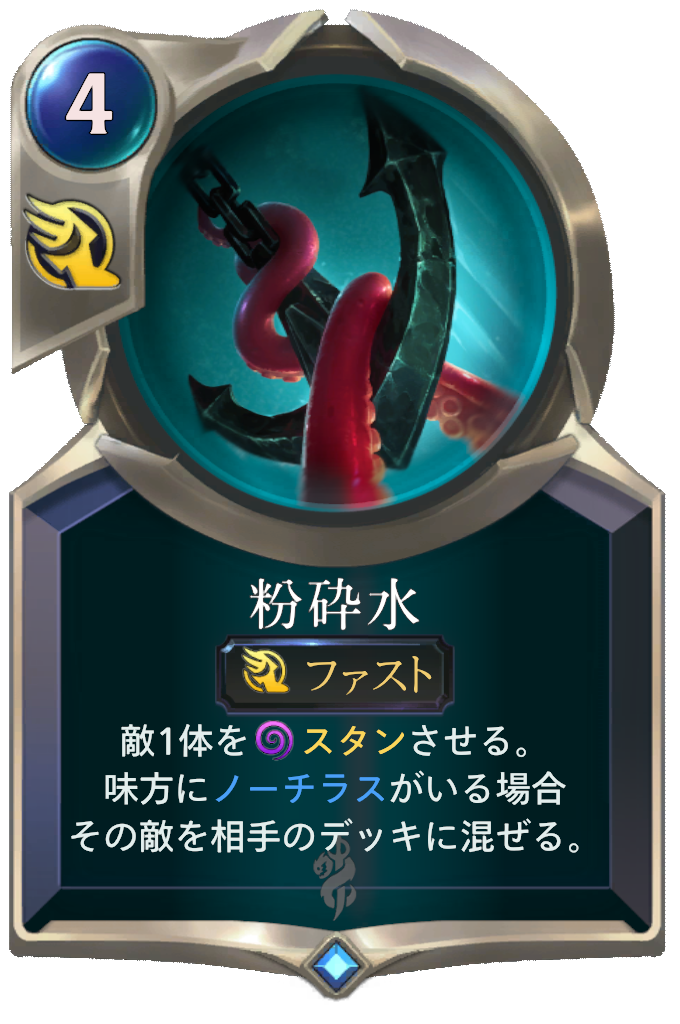 4
粉砕水
ファスト
敵1体をスタンさせる。
味方にノーチラスがいる場合
その敵を相手のデッキに混ぜる。